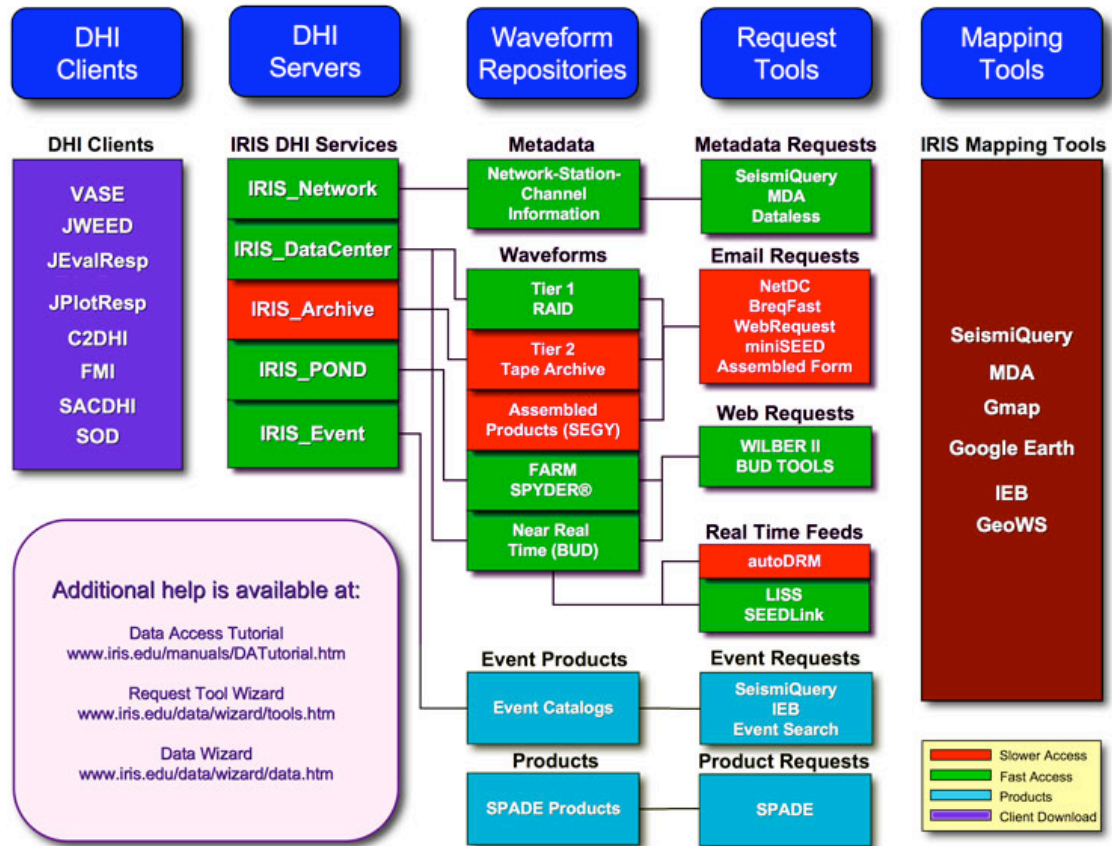 DHI
Clients
DHI
Servers
Waveform
Repositories
Request
Tools
Mapping
Tools
DHI Clients
VASE
JWEED
JEvalResp
JPlotResp
C2DHI
FMI
SACDHI
SOD
IRIS DHI Services
IRIS_Network
IRIS_DataCenter
IRIS_Archive
IRIS_POND
IRIS_Event
Metadata
Network-Station-
Channel
Information
Waveforms
Tier 1
RAID
Tier 2
Tape Archive
Assembled
Products (SEGY)
FARM
SPYDER®
Near Real
Time (BUD)
Event Products
Event Catalogs
Products
SPADE Products
Metadata Requests
SeismiQuery
MDA
Dataless
Email Requests
NetDC
BreqFast
WebRequest
miniSEED
Assembled Form
Web Requests
WILBER II
BUD TOOLS
Real Time Feeds
autoDRM
LISS
SEEDLink
Event Requests
SeismiQuery
IEB
Event Search
Product Requests
SPADE
IRIS Mapping Tools
SeismiQuery
MDA
Gmap
Google Earth
IEB
GeoWS
Additional help is available at:
Data Access Tutorial
www.iris.edu/manuals/DATutorial.htm
Request Tool Wizard
www.iris.edu/data/wizard/tools.htm
Data Wizard
www.iris.edu/data/wizard/data.htm
Slower Access
Fast Access
Products
Client Download